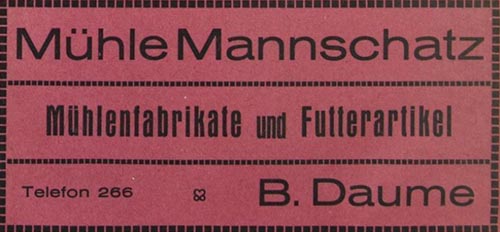 Mühle Mannschatz
Mühlenfabrikate und Futterartikel
Telefon 266
B. Daume